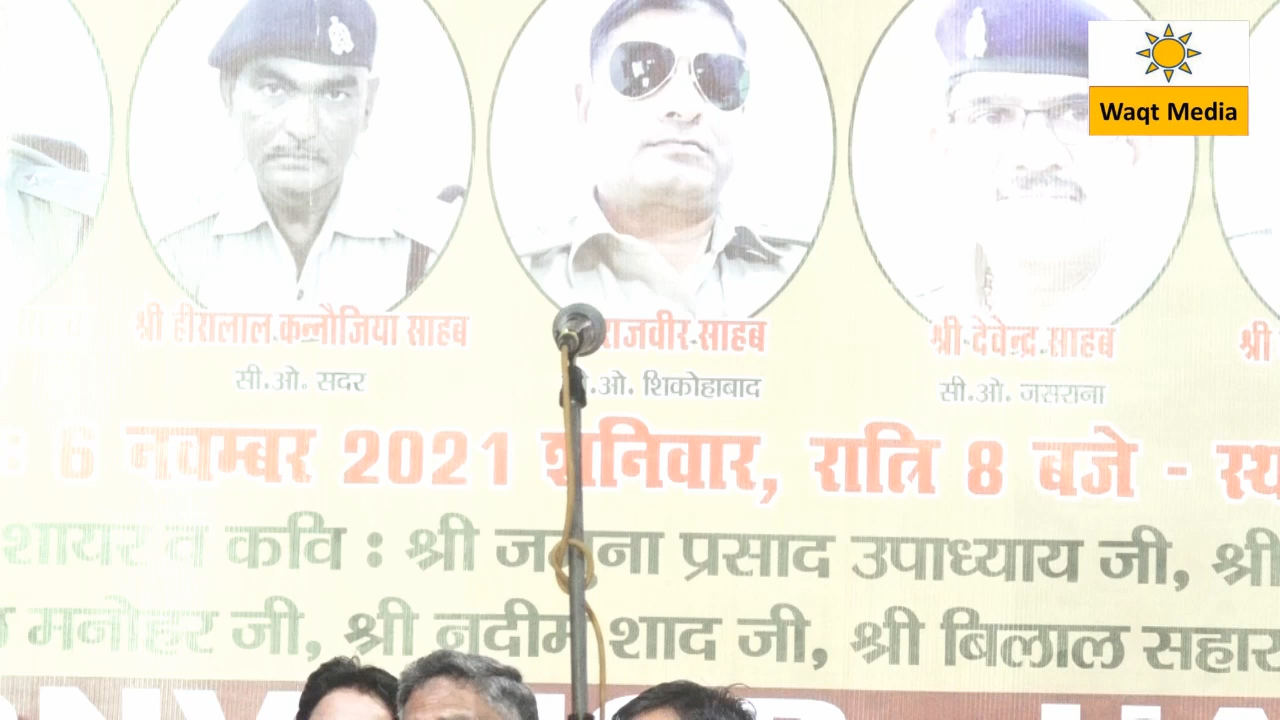 Waqt Media
श्री हीरालाल कन्नौजिया साहब
राजवीर साहब
श्री देवेन्द्र साहब
श्री
सी.ओ. सदर
ी.ओ. शिकोहाबाद
सी.ओ. जसराना
: 6 नवम्बर 2021 शनिवार, रात्रि 8 बजे - स्थ
शायर व कवि : श्री जमुना प्रसाद उपाध्याय जी, श्री
मनोहर जी, श्री नदीम शाद जी, श्री बिलाल सहार